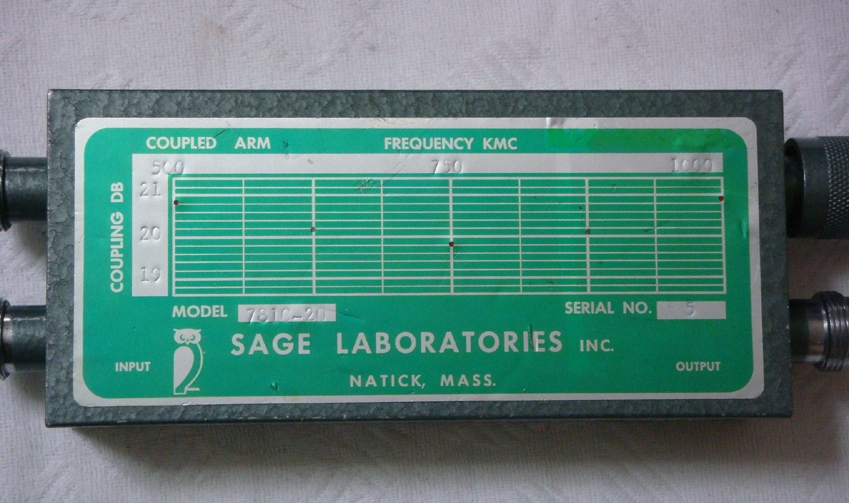 COUPLED ARM FREQUENCY KMC
500 750 1000
COUPLING DB
21
20
19
MODEL 7810-20 SERIAL NO. 5
SAGE LABORATORIES INC.
INPUT OUTPUT
NATICK, MASS.